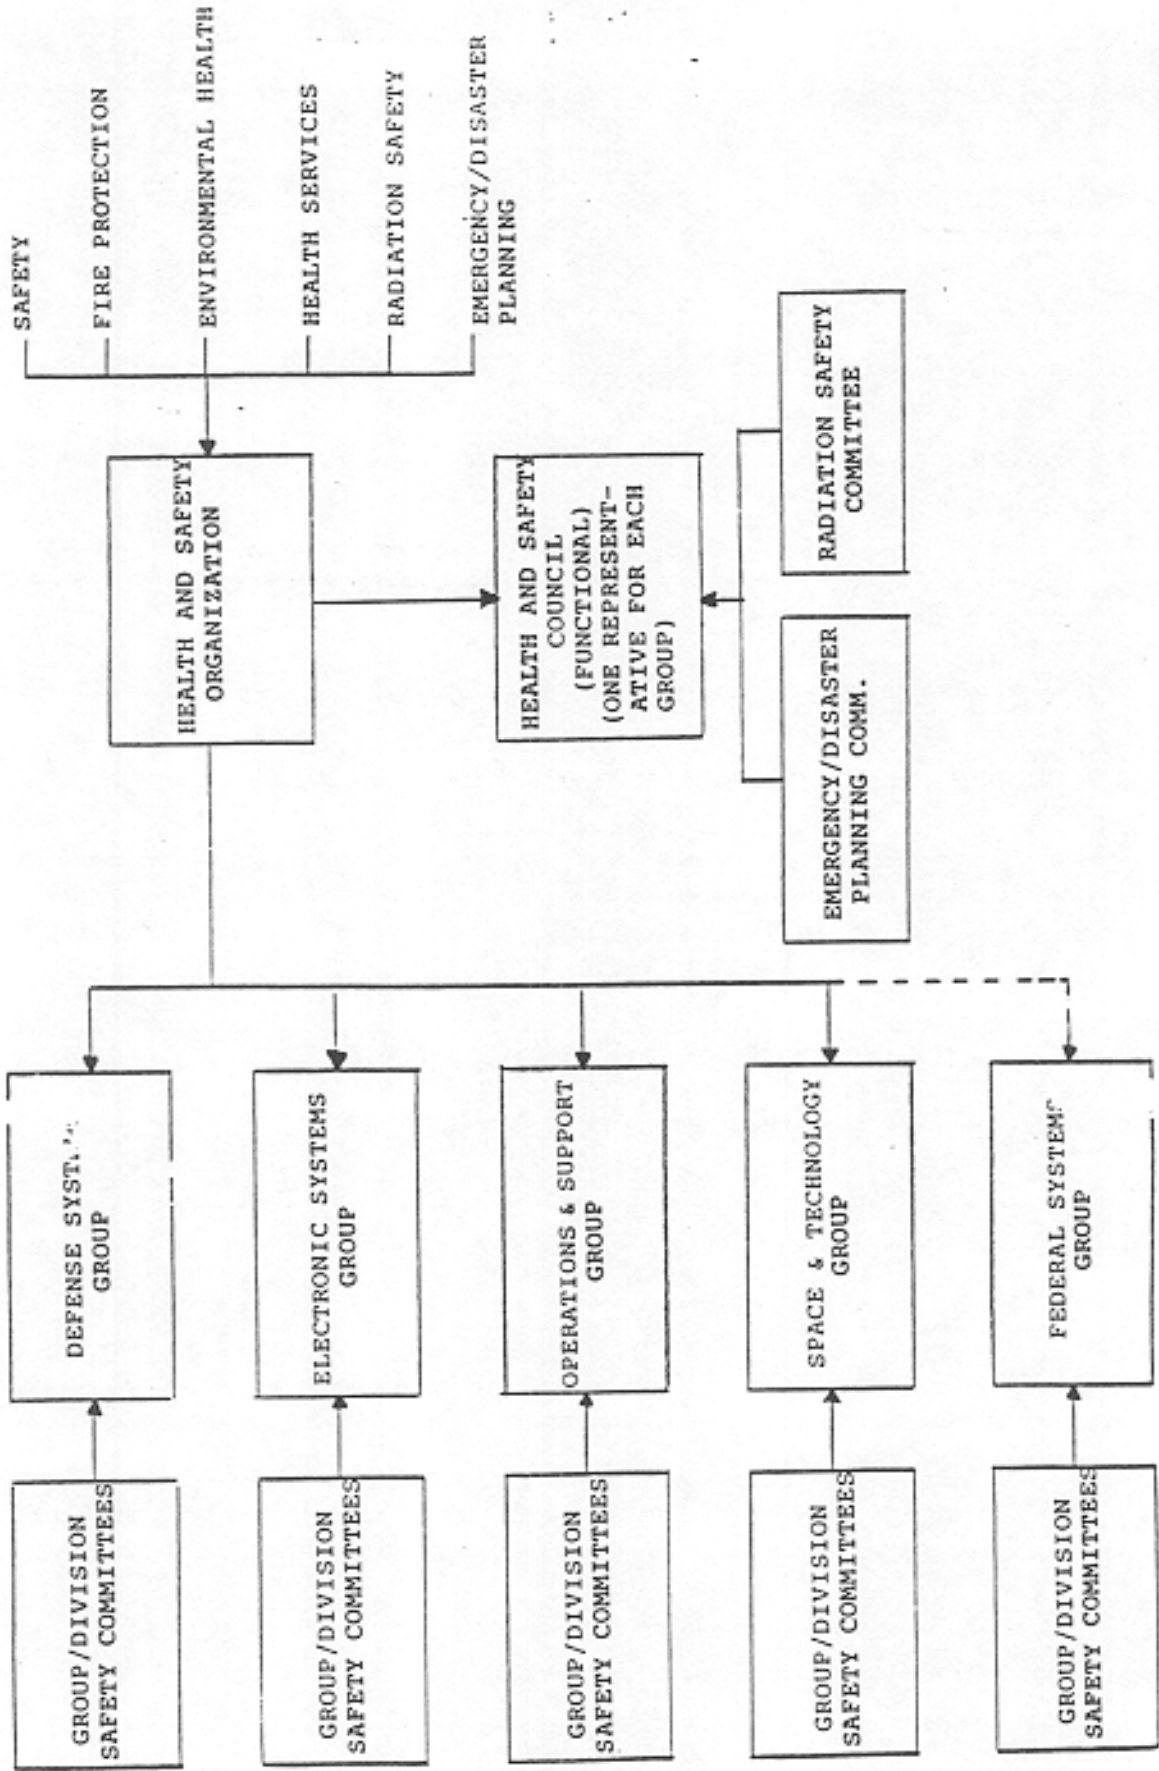 SAFETY
FIRE PROTECTION
ENVIRONMENTAL HEALTH
HEALTH SERVICES
RADIATION SAFETY
EMERGENCY/DISASTER
PLANNING
HEALTH AND SAFETY
ORGANIZATION
HEALTH AND SAFETY
COUNCIL
(FUNCTIONAL)
(ONE REPRESENT-
ATIVE FOR EACH
GROUP)
EMERGENCY/DISASTER
PLANNING COMM.
RADIATION SAFETY
COMMITTEE
DEFENSE
GROUP
ELECTRONIC SYSTEMS
GROUP
OPERATIONS & SUPPORT
GROUP
SPACE & TECHNOLOGY
GROUP
FEDERAL SYSTEMS
GROUP
GROUP/DIVISION
SAFETY COMMITTEES
GROUP/DIVISION
SAFETY COMMITTEES
GROUP/DIVISION
SAFETY COMMITTEES
GROUP/DIVISION
SAFETY COMMITTEES
GROUP/DIVISION
SAFETY COMMITTEES